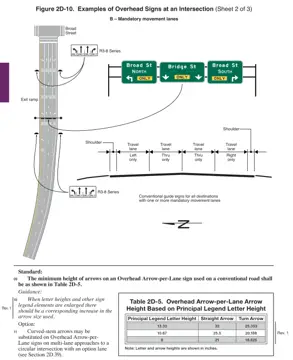 Figure 2D-10. Examples of Overhead Signs at an Intersection (Sheet 2 of 3)
B – Mandatory movement lanes
Broad
Street
R3-8 Series
Broad St
NORTH
ONLY
Bridge St
ONLY
ONLY
Broad St
SOUTH
ONLY
Exit ramp
Shoulder
Shoulder
Travel
lane
Travel
lane
Travel
lane
Travel
lane
Left
only
Thru
only
Thru
only
Right
only
R3-8 Series
Conventional guide signs for all destinations
with one or more mandatory movement lanes
Standard:
The minimum height of arrows on an Overhead Arrow-per-Lane sign used on a conventional road shall
be as shown in Table 2D-5.
Guidance:
When letter heights and other sign
legend elements are enlarged there
should be a corresponding increase in the
arrow size used.
Option:
Curved-stem arrows may be
substituted on Overhead Arrow-per-
Lane signs on multi-lane approaches to a
circular intersection with an option lane
(see Section 2D.39).
Rev. 1
Table 2D-5. Overhead Arrow-per-Lane Arrow
Height Based on Principal Legend Letter Height
Principal Legend Letter Height Straight Arrow Turn Arrow
Note: Letter and arrow heights are shown in inches.
Rev. 1